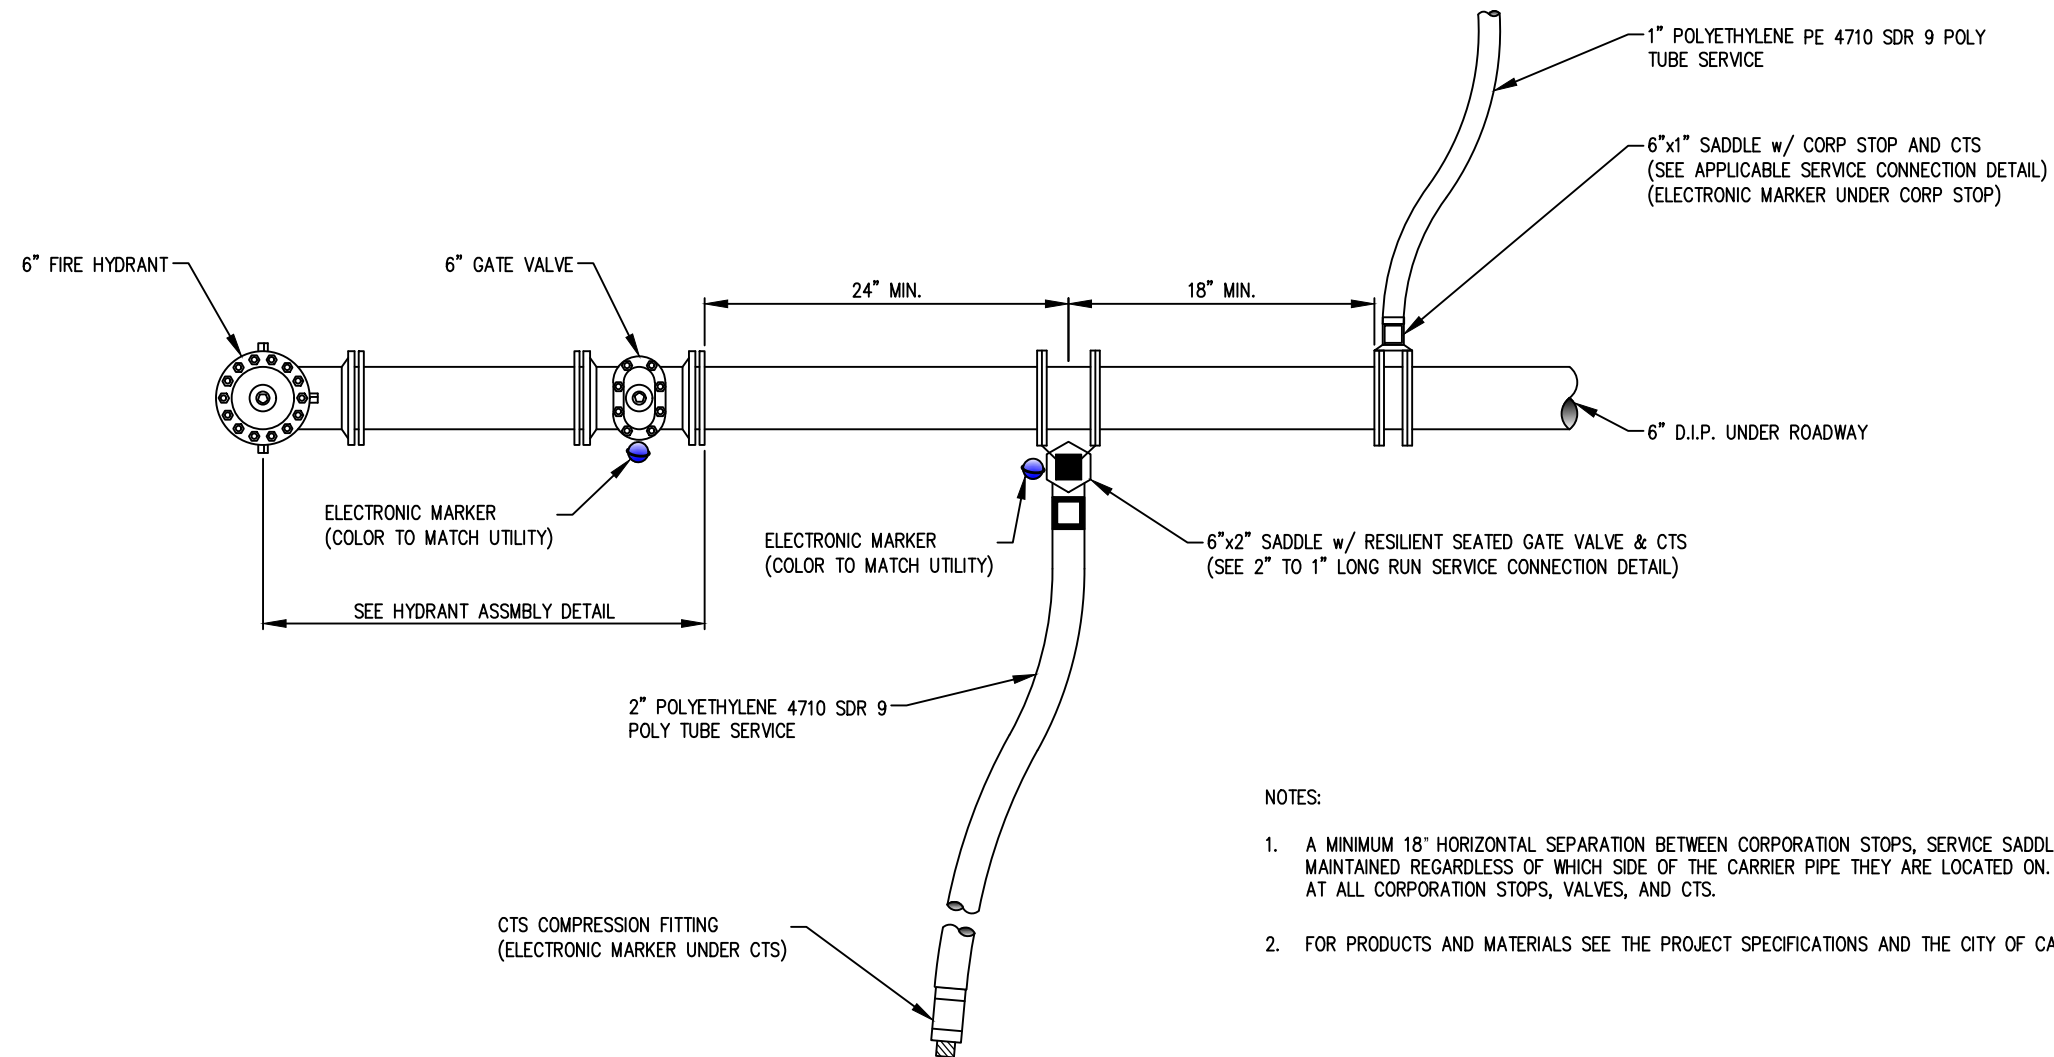 1" POLYETHYLENE PE 4710 SDR 9 POLY
TUBE SERVICE
6"x1" SADDLE w/ CORP STOP AND CTS
(SEE APPLICABLE SERVICE CONNECTION DETAIL)
(ELECTRONIC MARKER UNDER CORP STOP)
6" FIRE HYDRANT
6" GATE VALVE
24" MIN.
18" MIN.
6" D.I.P. UNDER ROADWAY
ELECTRONIC MARKER
(COLOR TO MATCH UTILITY)
ELECTRONIC MARKER
(COLOR TO MATCH UTILITY)
6"x2" SADDLE w/ RESILIENT SEATED GATE VALVE & CTS
(SEE 2" TO 1" LONG RUN SERVICE CONNECTION DETAIL)
SEE HYDRANT ASSMBLY DETAIL
2" POLYETHYLENE 4710 SDR 9
POLY TUBE SERVICE
CTS COMPRESSION FITTING
(ELECTRONIC MARKER UNDER CTS)
NOTES:
1. A MINIMUM 18" HORIZONTAL SEPARATION BETWEEN CORPORATION STOPS, SERVICE
MAINTAINED REGARDLESS OF WHICH SIDE OF THE CARRIER PIPE THEY ARE LOCATED ON.
AT ALL CORPORATION STOPS, VALVES, AND CTS.
2. FOR PRODUCTS AND MATERIALS SEE THE PROJECT SPECIFICATIONS AND THE CITY OF